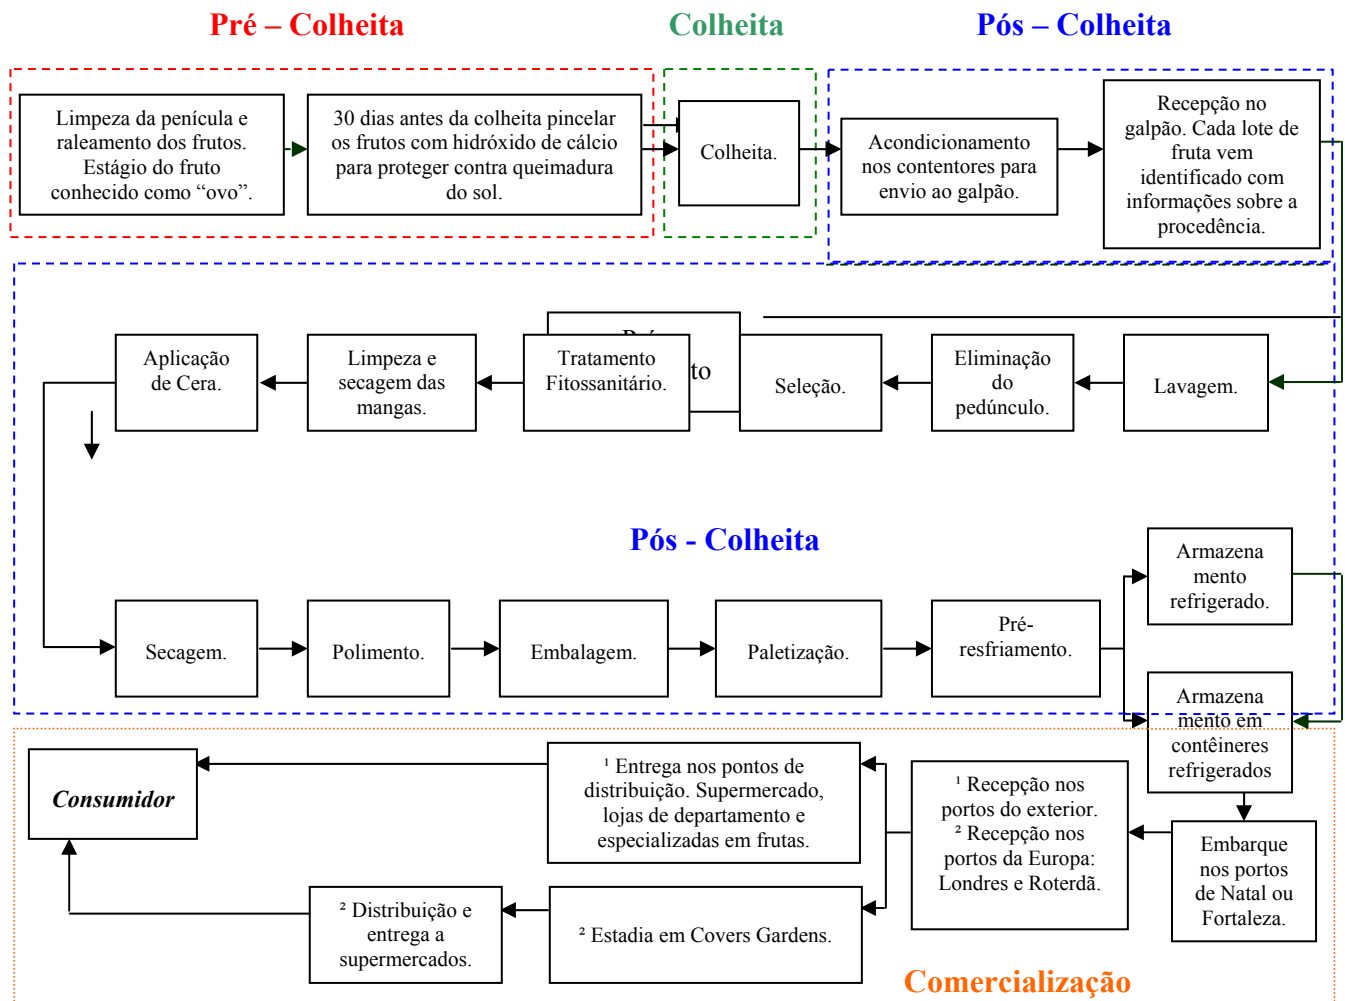 Pré – Colheita
Colheita
Pós – Colheita
Limpeza da penícula e
raleamento dos frutos.
Estágio do fruto
conhecido como “ovo”.
30 dias antes da colheita pincelar
os frutos com hidróxido de cálcio
para proteger contra queimadura
do sol.
Colheita.
Acondicionamento
nos contentores para
envio ao galpão.
Recepção no
galpão. Cada lote de
fruta vem
identificado com
informações sobre a
procedência.
Lavagem.
Eliminação
do
pedúnculo.
Seleção.
to
Tratamento
Fitossanitário.
Limpeza e
secagem das
mangas.
Aplicação
de Cera.
Pós - Colheita
Secagem.
Polimento.
Embalagem.
Paletização.
Pré-
resfriamento.
Armazena
mento
refrigerado.
Armazena
mento em
contêineres
refrigerados
Embarque
nos portos
de Natal ou
Fortaleza.
¹ Recepção nos
portos do exterior.
² Recepção nos
portos da Europa:
Londres e Roterdã.
¹ Entrega nos pontos de
distribuição. Supermercado,
lojas de departamento e
especializadas em frutas.
² Estadia em Covers Gardens.
² Distribuição e
entrega a
supermercados.
Consumidor
Comercialização